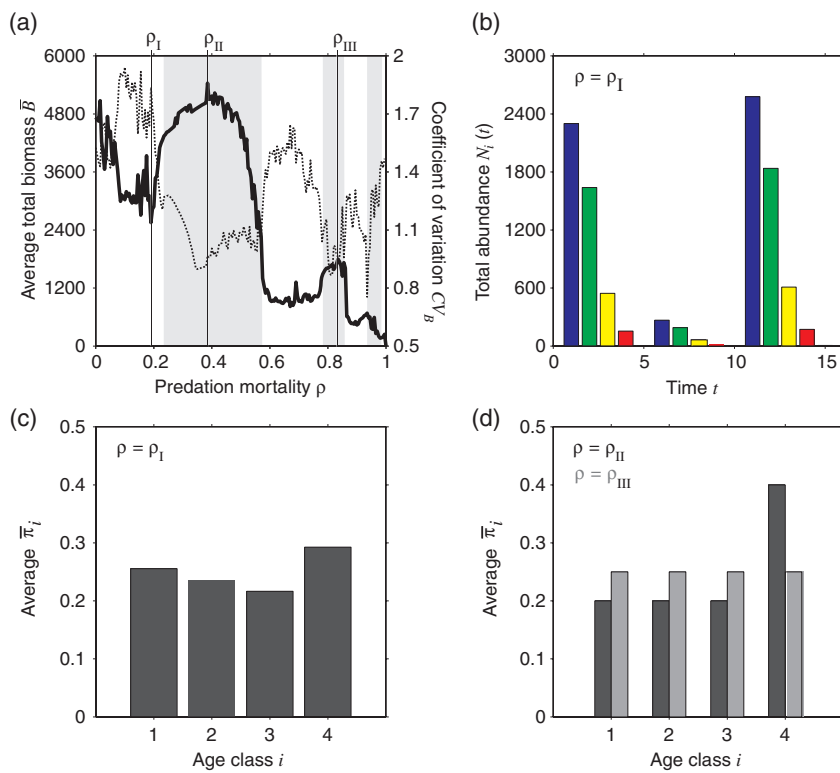 (a)
ρI ρII ρIII
6000 2
4800 1.7
3600 1.4
2400 1.1
1200 0.8
0 0.5
0 0.2 0.4 0.6 0.8 1
Average total biomass B̅
Coefficient of variation CV_B
Predation mortality ρ
(b)
ρ = ρI
3000
2400
1800
1200
600
0
0 5 10 15
Total abundance Ni (t)
Time t
(c)
ρ = ρI
0.5
0.4
0.3
0.2
0.1
0
1 2 3 4
Average π̅i
Age class i
(d)
ρ = ρII
ρ = ρIII
0.5
0.4
0.3
0.2
0.1
0
1 2 3 4
Average π̅i
Age class i